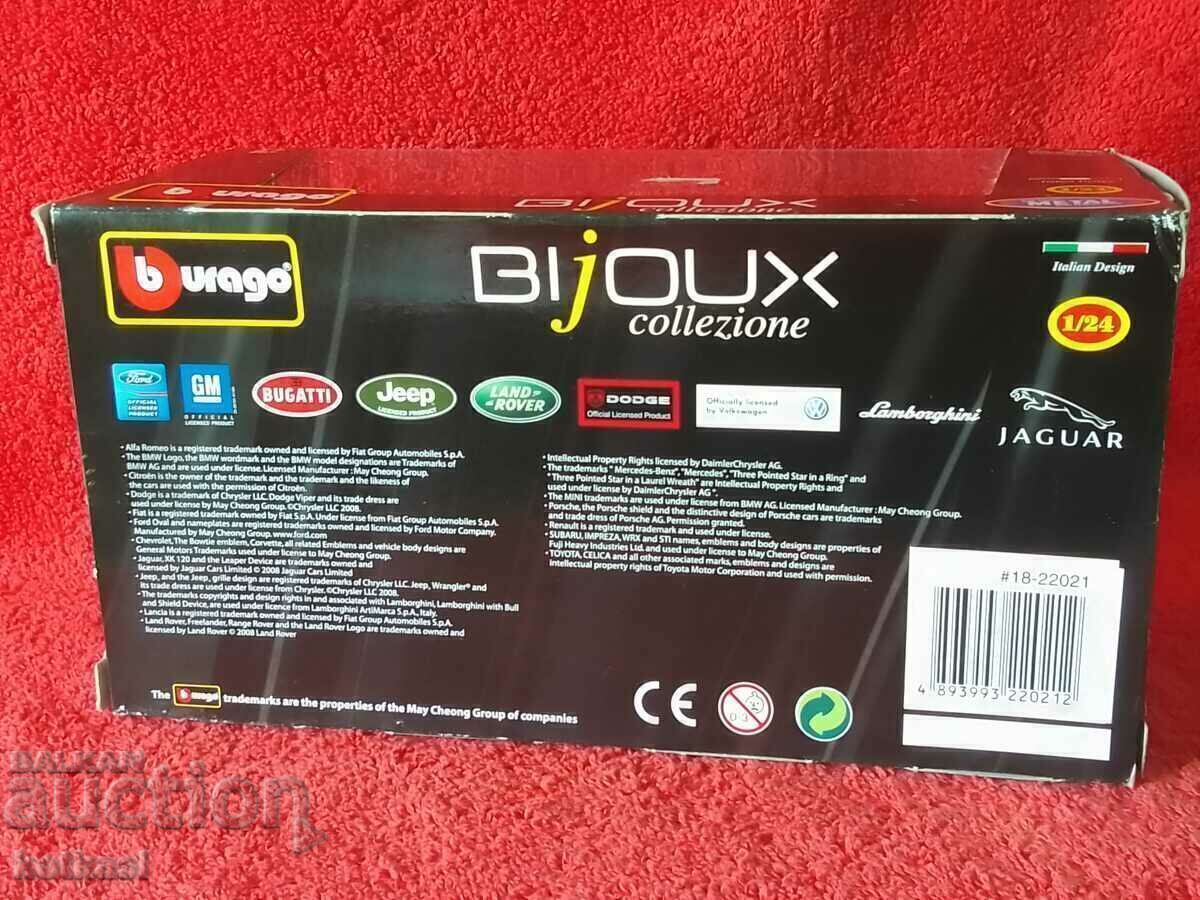 burago
BIJOUX
collezione
1/24
METAL
burago®
BIJOUX
collezione
Italian Design
1/24
Ford
OFFICIAL
LICENSED PRODUCT
GM
OFFICIAL
LICENSED PRODUCT
BUGATTI
Jeep
LICENSED PRODUCT
LAND
ROVER
DODGE
Official Licensed Product
Officially licensed
by Volkswagen
Lamborghini
JAGUAR
• Alfa Romeo is a registered trademark owned and licensed by Fiat Group Automobiles S.p.A.
• The BMW Logo, the BMW wordmark and the BMW model designations are Trademarks of
BMW AG and are used under license. Licensed Manufacturer : May Cheong Group.
• Citroën is the owner of the trademark and the trademark and the likeness of
the cars are used with the permission of Citroën.
• Dodge is a trademark of Chrysler LLC. Dodge Viper and its trade dress are
used under license by May Cheong Group. ©Chrysler LLC 2008.
• Fiat is a registered trademark owned by Fiat S.p.A. Under License from Fiat Group Automobiles S.p.A.
• Ford Oval and nameplates are registered trademarks owned and licensed by Ford Motor Company.
Manufactured by May Cheong Group. www.ford.com
• Chevrolet, The Bowtie emblem, Corvette, all related Emblems and vehicle body designs are
General Motors Trademarks used under license to May Cheong Group.
• Jaguar, XK 120 and the Leaper Device are trademarks owned and
licensed by Jaguar Cars Limited © 2008 Jaguar Cars Limited
• Jeep, and the Jeep, grille design are registered trademarks of Chrysler LLC. Jeep, Wrangler® and
its trade dress are used under license from Chrysler. ©Chrysler LLC 2008.
• The trademarks copyrights and design rights in and associated with Lamborghini, Lamborghini with Bull
and Shield Device, are used under licence from Lamborghini ArtiMarca S.p.A., Italy.
• Lancia is a registered trademark owned and licensed by Fiat Group Automobiles S.p.A.
• Land Rover, Freelander, Range Rover and the Land Rover Logo are trademarks owned and
licensed by Land Rover © 2008 Land Rover
• Intellectual Property Rights licensed by DaimlerChrysler AG.
• The trademarks " Mercedes-Benz", "Mercedes", "Three Pointed Star in a Ring" and
"Three Pointed Star in a Laurel Wreath" are Intellectual Property Rights and
used under license by DaimlerChrysler AG ".
• The MINI trademarks are used under license from BMW AG. Licensed Manufacturer : May Cheong Group.
• Porsche, the Porsche shield and the distinctive design of Porsche cars are trademarks
and trade dress of Porsche AG. Permission granted.
• Renault is a registered trademark and used under license.
• SUBARU, IMPREZA, WRX and STI names, emblems and body designs are properties of
Fuji Heavy Industries Ltd. and used under license to May Cheong Group.
• TOYOTA, CELICA and all other associated marks, emblems and designs are
Intellectual property rights of Toyota Motor Corporation and used with permission.
#18-22021
4 893993 220212
The burago trademarks are the properties of the May Cheong Group of companies
CE
0-3
BALKAN
auction
hotmal